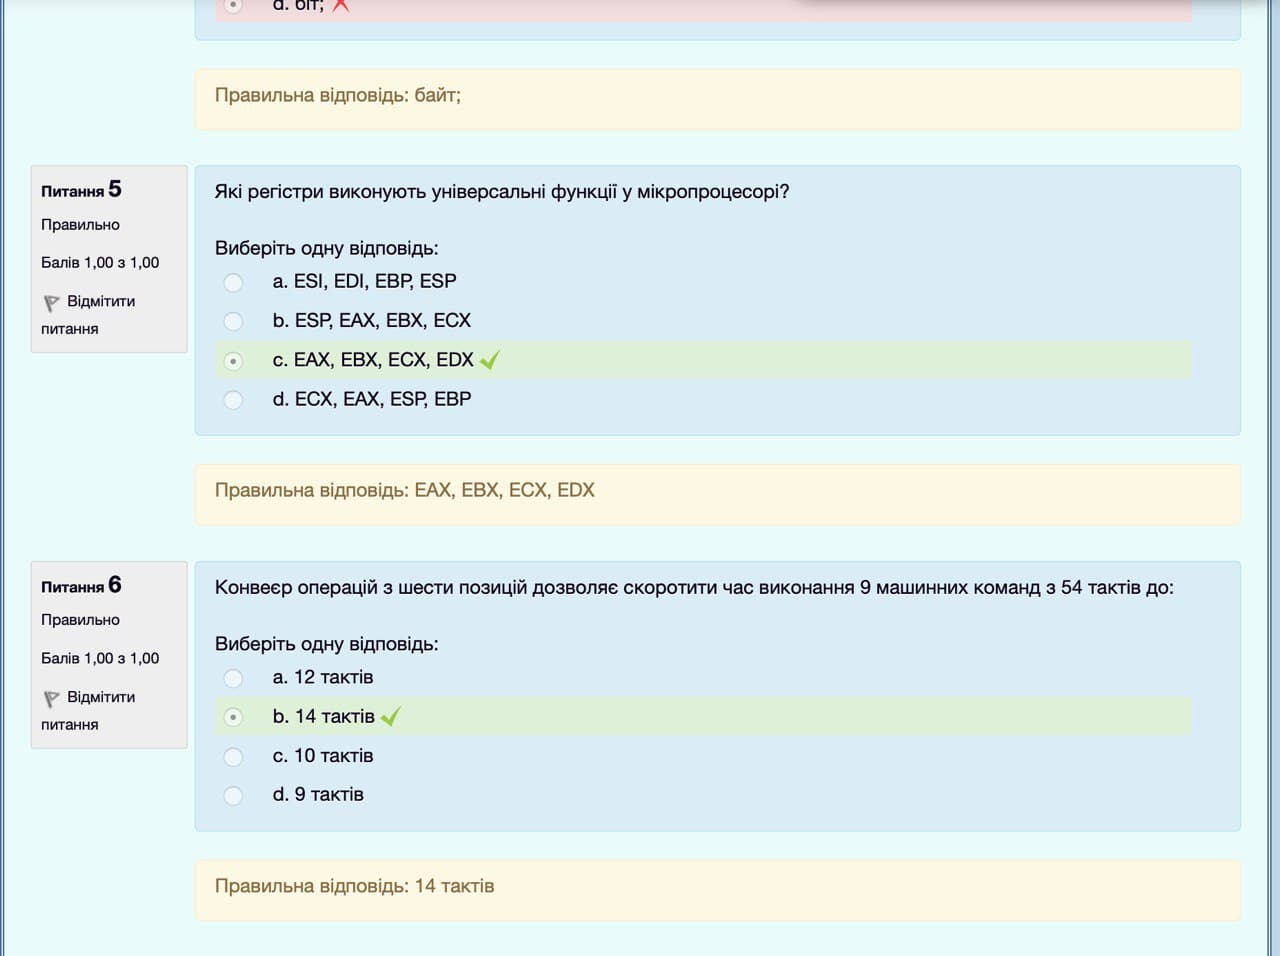 d. біт;
Правильна відповідь: байт;
Питання 5
Правильно
Балів 1,00 з 1,00
Відмітити
питання
Які регістри виконують універсальні функції у мікропроцесорі?
Виберіть одну відповідь:
a. ESI, EDI, EBP, ESP
b. ESP, EAX, EBX, ECX
c. EAX, EBX, ECX, EDX
d. ECX, EAX, ESP, EBP
Правильна відповідь: EAX, EBX, ECX, EDX
Питання 6
Правильно
Балів 1,00 з 1,00
Відмітити
питання
Конвеєр операцій з шести позицій дозволяє скоротити час виконання 9 машинних команд з 54 тактів до:
Виберіть одну відповідь:
a. 12 тактів
b. 14 тактів
c. 10 тактів
d. 9 тактів
Правильна відповідь: 14 тактів